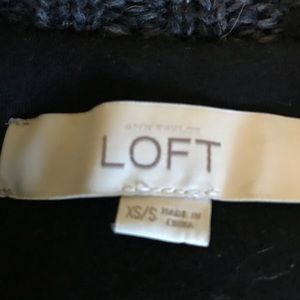 ANN TAYLOR
LOFT
XS/S
MADE IN
CHINA